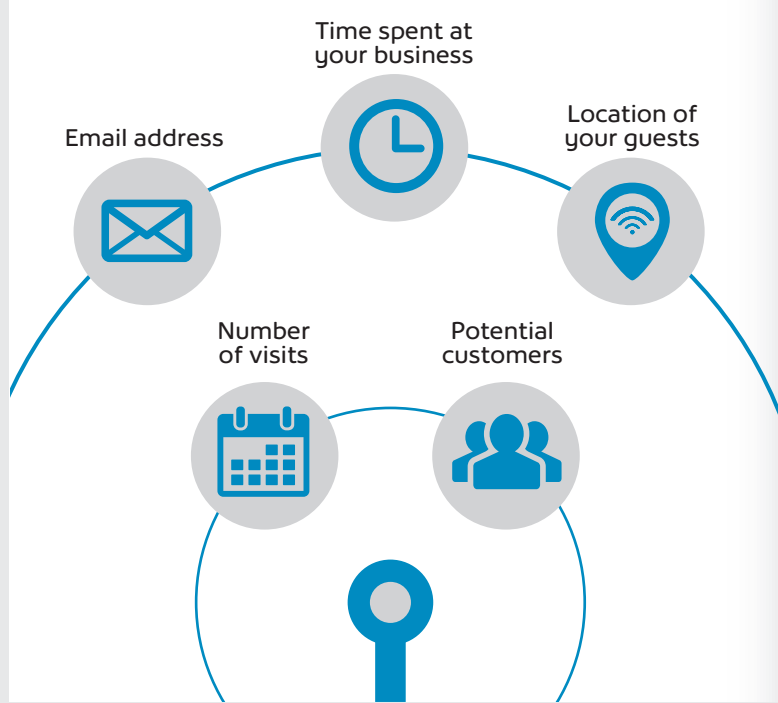 Time spent at
your business
Email address
Location of
your guests
Number
of visits
Potential
customers